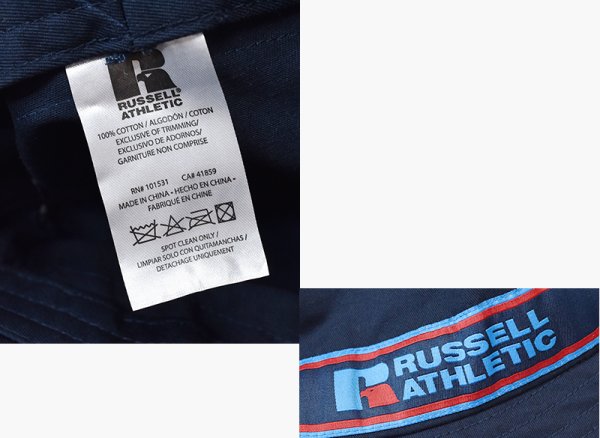 R
RUSSELL®
ATHLETIC
100% COTTON / ALGODÓN / COTON
EXCLUSIVE OF TRIMMING/
EXCLUSIVO DE ADORNOS/
GARNITURE NON COMPRISE
RN# 101531 CA# 41859
MADE IN CHINA - HECHO EN CHINA -
FABRIQUÉ EN CHINE
SPOT CLEAN ONLY /
LIMPIAR SOLO CON QUITAMANCHAS /
DETACHAGE UNIQUEMENT
R
RUSSELL
ATHLETIC